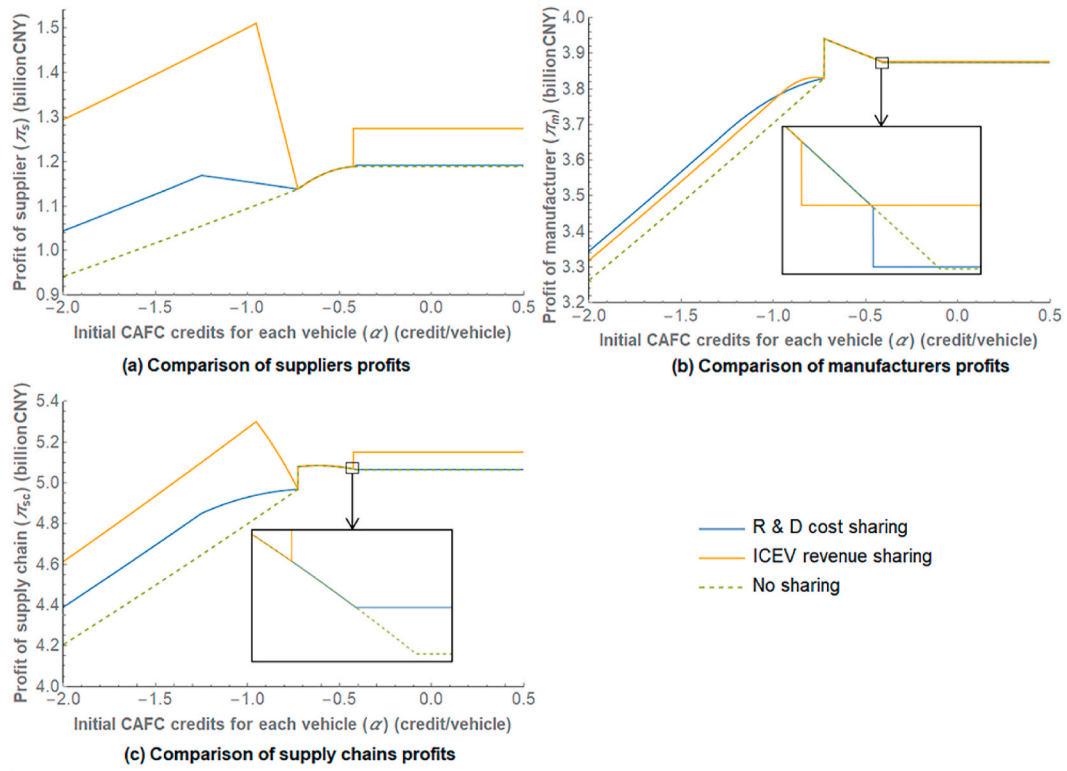 Profit of supplier (π_s) (billion CNY)
1.5
1.4
1.3
1.2
1.1
1.0
0.9
−2.0 −1.5 −1.0 −0.5 0.0 0.5
Initial CAFC credits for each vehicle (α) (credit/vehicle)
(a) Comparison of suppliers profits
Profit of manufacturer (π_m) (billion CNY)
4.0
3.9
3.8
3.7
3.6
3.5
3.4
3.3
3.2
−2.0 −1.5 −1.0 −0.5 0.0 0.5
Initial CAFC credits for each vehicle (α) (credit/vehicle)
(b) Comparison of manufacturers profits
Profit of supply chain (π_sc) (billion CNY)
5.4
5.2
5.0
4.8
4.6
4.4
4.2
4.0
−2.0 −1.5 −1.0 −0.5 0.0 0.5
Initial CAFC credits for each vehicle (α) (credit/vehicle)
(c) Comparison of supply chains profits
R & D cost sharing
ICEV revenue sharing
No sharing